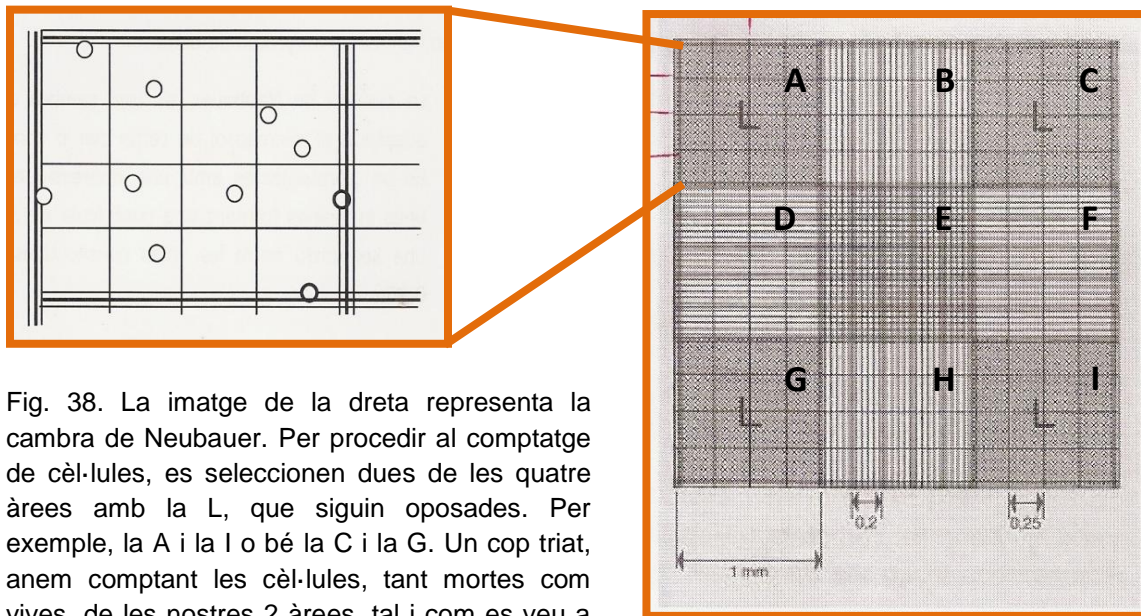 A B C
L L
D E F
G H I
L L
0,2 0,25
1 mm
Fig. 38. La imatge de la dreta representa la
cambra de Neubauer. Per procedir al comptatge
de cèl·lules, es seleccionen dues de les quatre
àrees amb la L, que siguin oposades. Per
exemple, la A i la I o bé la C i la G. Un cop triat,
anem comptant les cèl·lules, tant mortes com
vives, de les nostres 2 àrees, tal i com es veu a